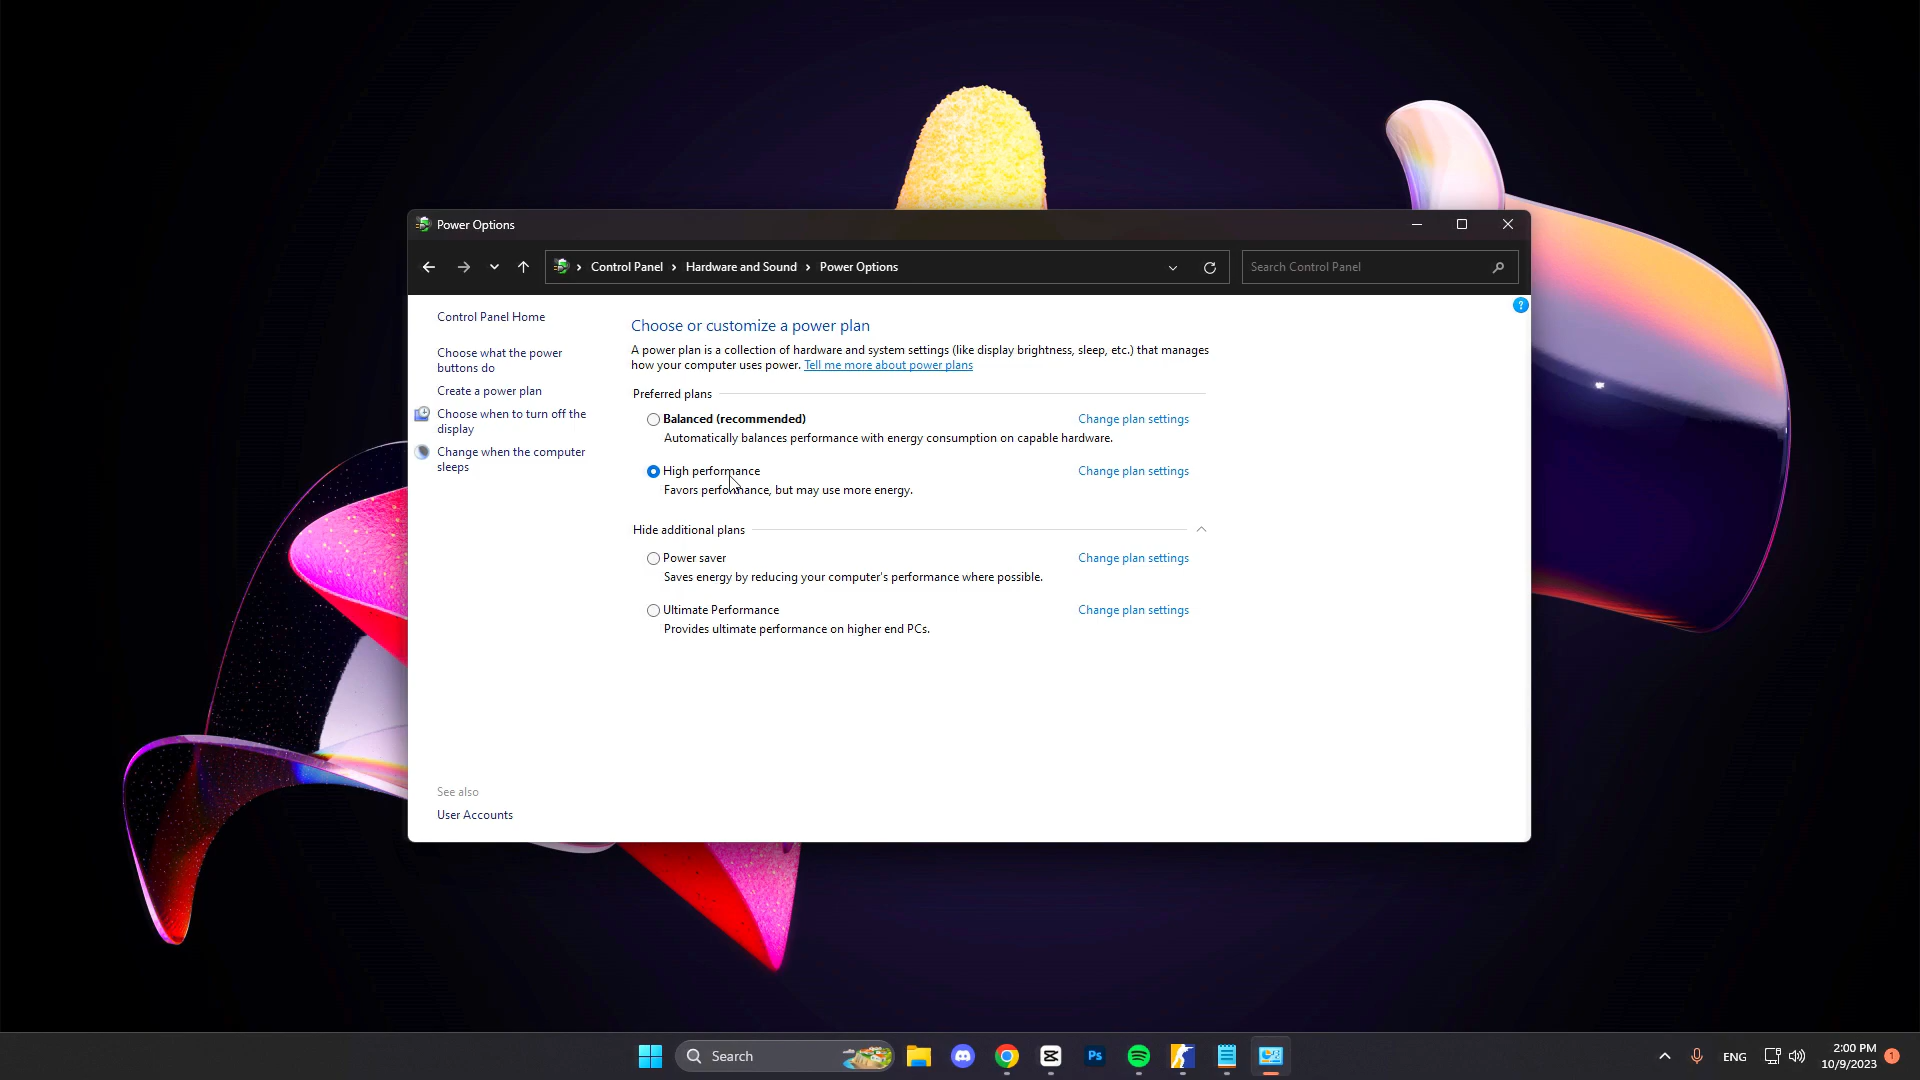 Power Options
Control Panel › Hardware and Sound › Power Options
Search Control Panel
?
Control Panel Home
Choose what the power
buttons do
Create a power plan
Choose when to turn off the
display
Change when the computer
sleeps
See also
User Accounts
Choose or customize a power plan
A power plan is a collection of hardware and system settings (like display brightness, sleep, etc.) that manages
how your computer uses power. Tell me more about power plans
Preferred plans
Balanced (recommended) Change plan settings
Automatically balances performance with energy consumption on capable hardware.
High performance Change plan settings
Favors performance, but may use more energy.
Hide additional plans
Power saver Change plan settings
Saves energy by reducing your computer's performance where possible.
Ultimate Performance Change plan settings
Provides ultimate performance on higher end PCs.
Search
Ps
ENG
2:00 PM
10/9/2023
1